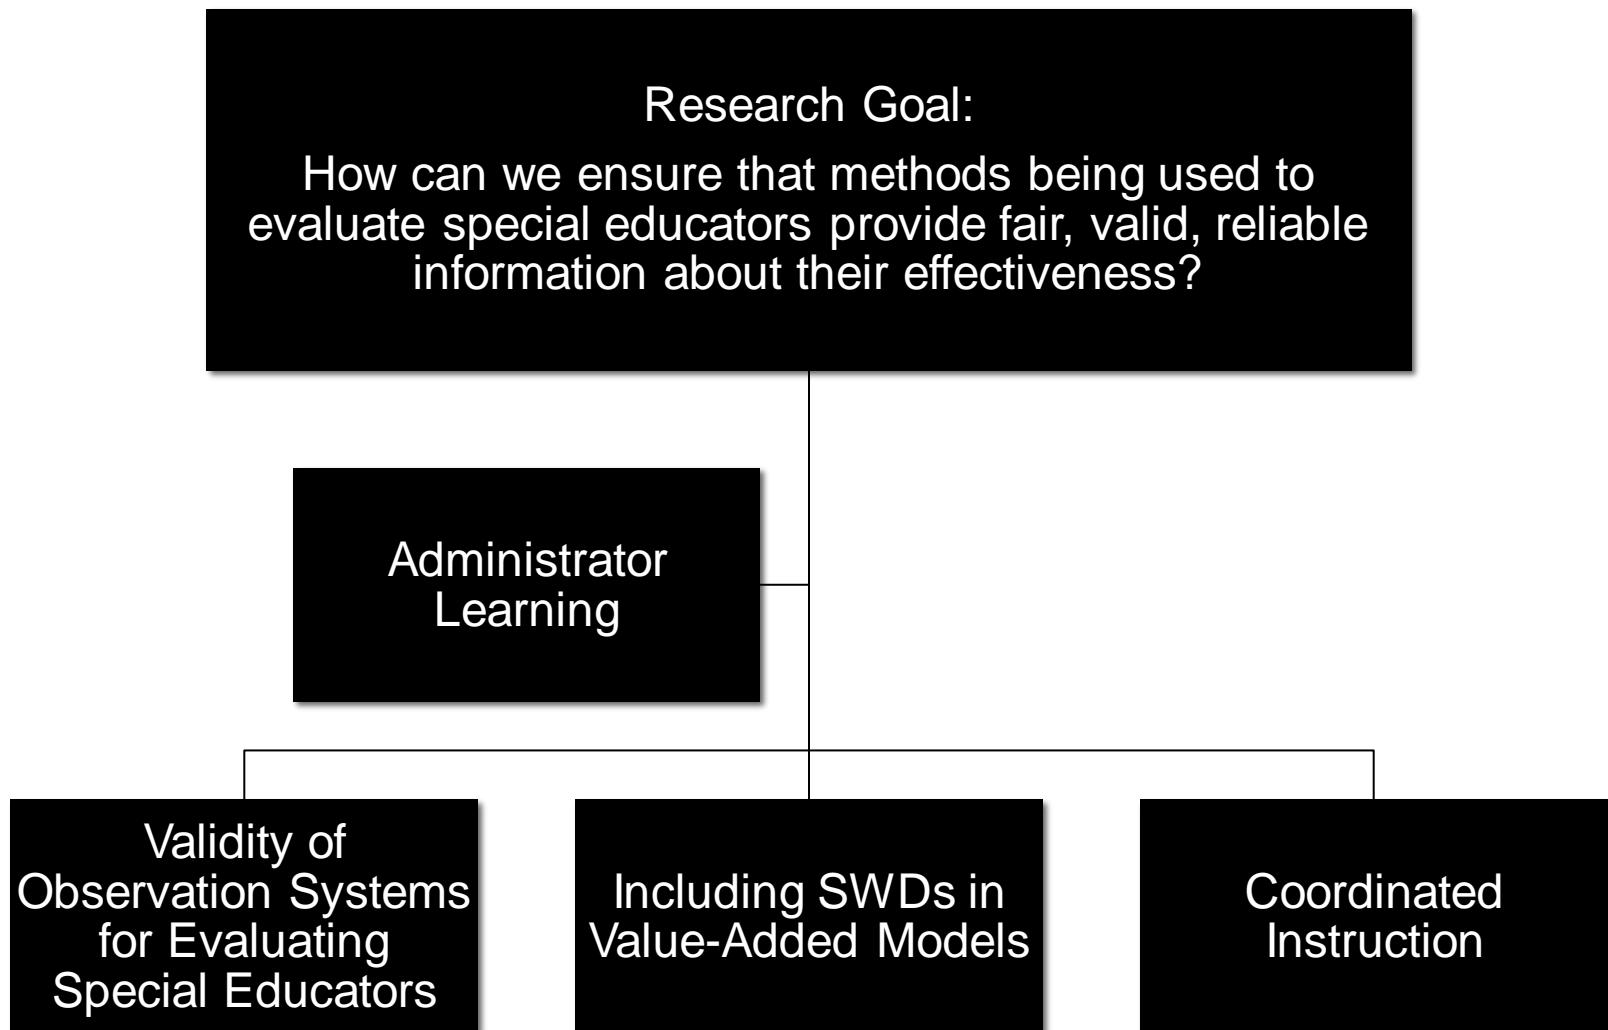 Research Goal:
How can we ensure that methods being used to
evaluate special educators provide fair, valid, reliable
information about their effectiveness?
Administrator
Learning
Validity of
Observation Systems
for Evaluating
Special Educators
Including SWDs in
Value-Added Models
Coordinated
Instruction